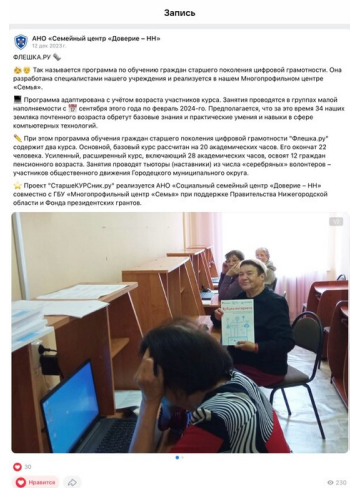 Запись
АНО «Семейный центр «Доверие – НН»
12 дек 2023 г.
ФЛЕШКА.РУ
Так называется программа по обучению граждан старшего поколения цифровой грамотности. Она
разработана специалистами нашего учреждения и реализуется в нашем Многопрофильном центре
«Семья».
Программа адаптирована с учётом возраста участников курса. Занятия проводятся в группах малой
наполняемости с 📅 сентября этого года по февраль 2024-го. Предполагается, что за это время 34 наших
земляка почтенного возраста обретут базовые знания и практические умения и навыки в сфере
компьютерных технологий.
При этом программа обучения граждан старшего поколения цифровой грамотности "Флешка.ру"
содержит два курса. Основной, базовый курс рассчитан на 20 академических часов. Его окончат 22
человека. Усиленный, расширенный курс, включающий 28 академических часов, освоят 12 граждан
пенсионного возраста. Занятия проводят тьюторы (наставники) из числа «серебряных» волонтеров –
участников общественного движения Городецкого муниципального округа.
Проект "СтаршеКУРСник.ру" реализуется АНО «Социальный семейный центр «Доверие – НН»
совместно с ГБУ «Многопрофильный центр «Семья» при поддержке Правительства Нижегородской
области и Фонда президентских грантов.
30
Нравится
230